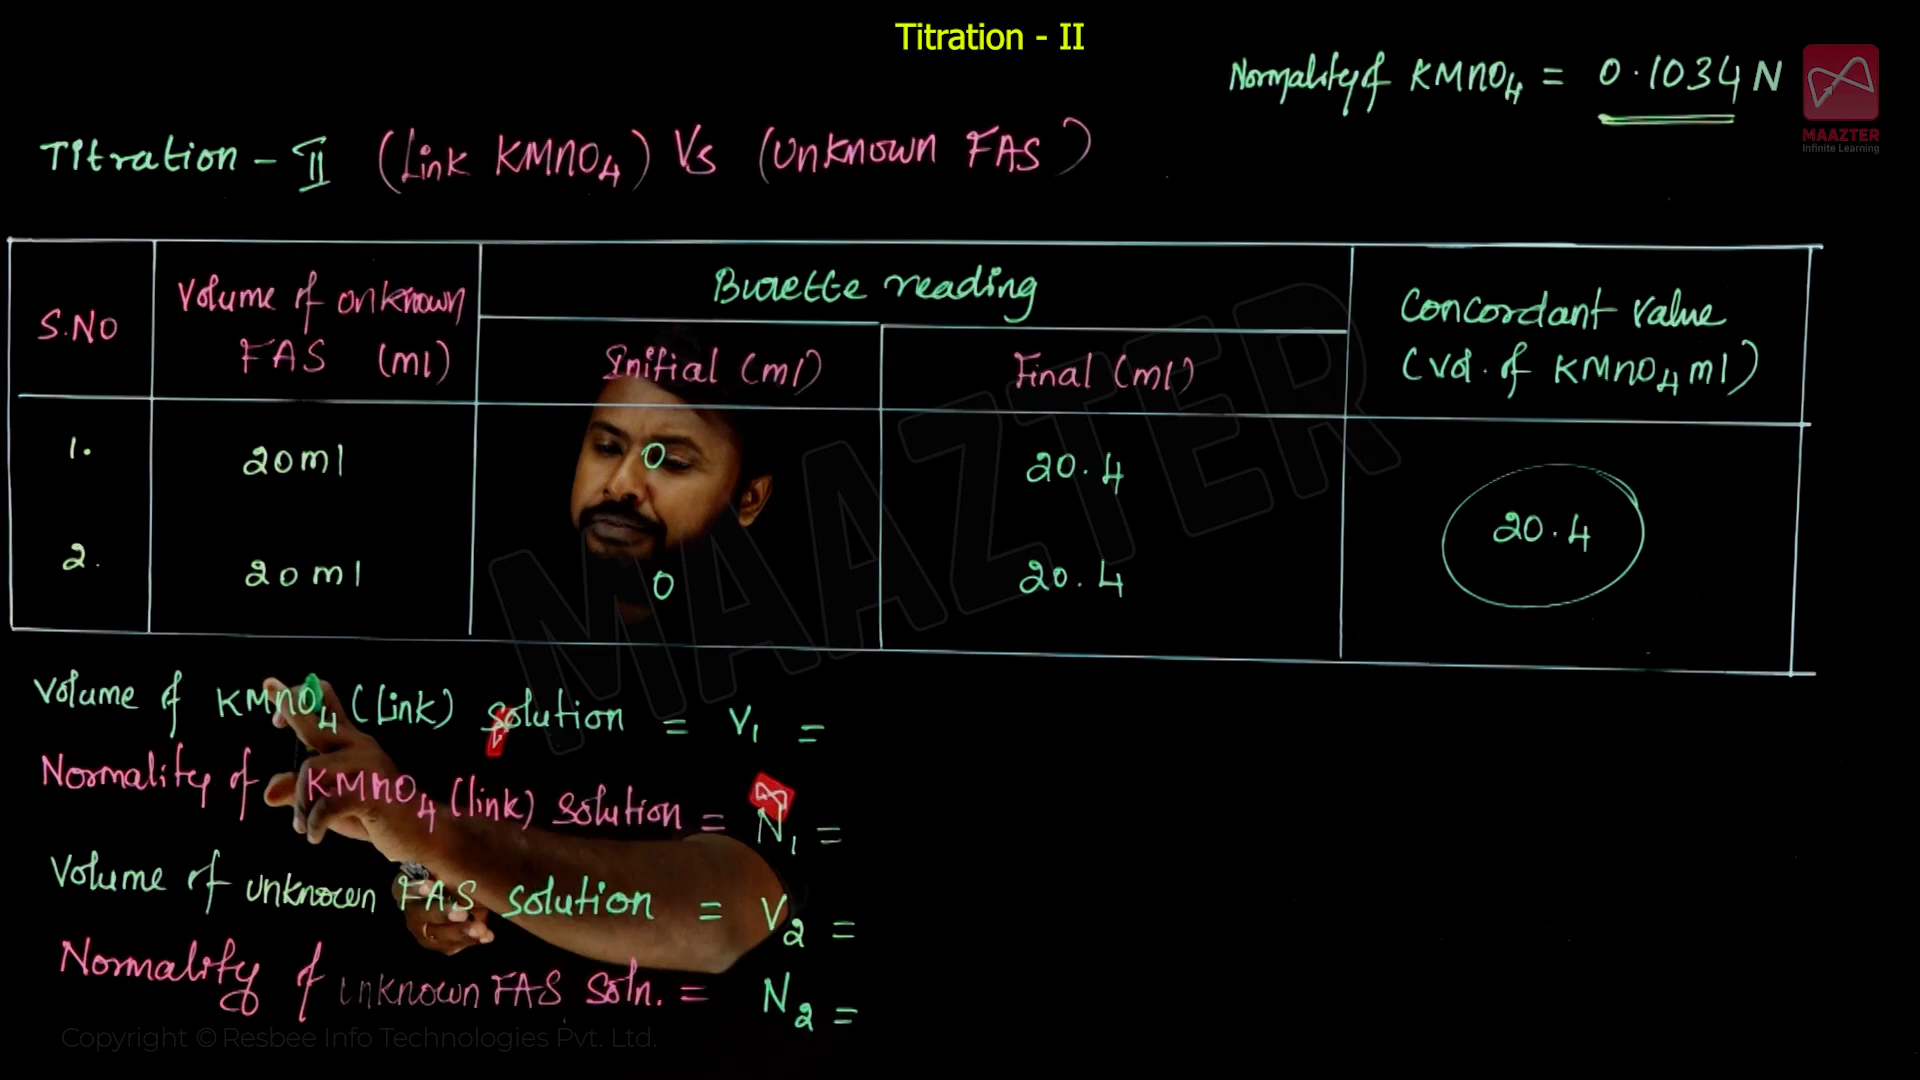 Titration - II
Normality of KMnO4 = 0.1034 N
MAAZTER
Infinite Learning
Titration - II (Link KMnO4) Vs (Unknown FAS)
S.NO
Volume of unknown FAS (ml)
Burette reading
Initial (ml)
Final (ml)
Concordant Value (Vol. of KMnO4 ml)
1. 20ml 0 20.4
20.4
2. 20ml 0 20.4
MAAZTER
Volume of KMnO4 (Link) solution = V1 =
Normality of KMnO4 (link) solution = N1 =
Volume of unknown FAS solution = V2 =
Normality of unknown FAS soln. = N2 =
Copyright © Resbee Info Technologies Pvt. Ltd.